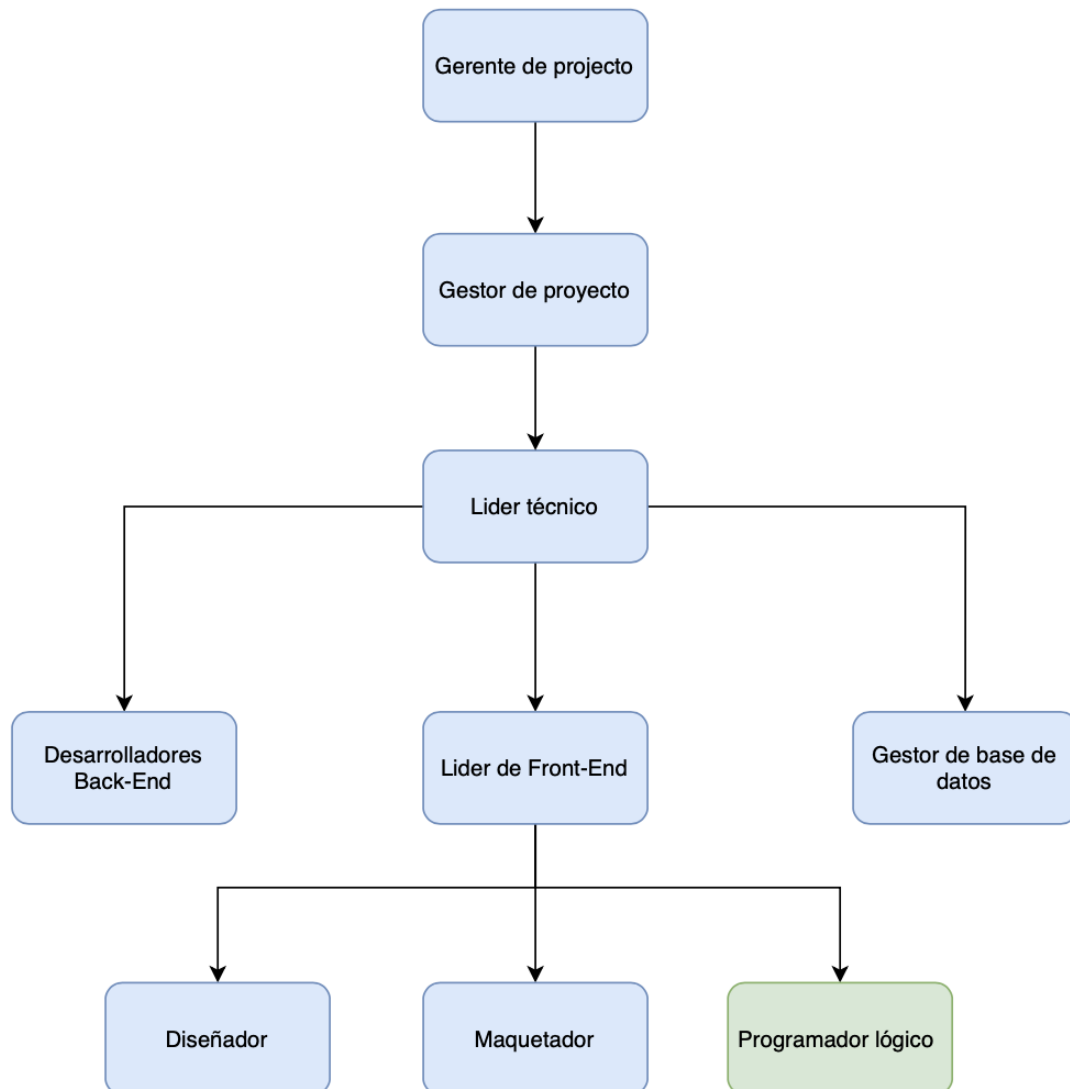 Gerente de projecto
Gestor de proyecto
Lider técnico
Desarrolladores
Back-End
Lider de Front-End
Gestor de base de
datos
Diseñador
Maquetador
Programador lógico